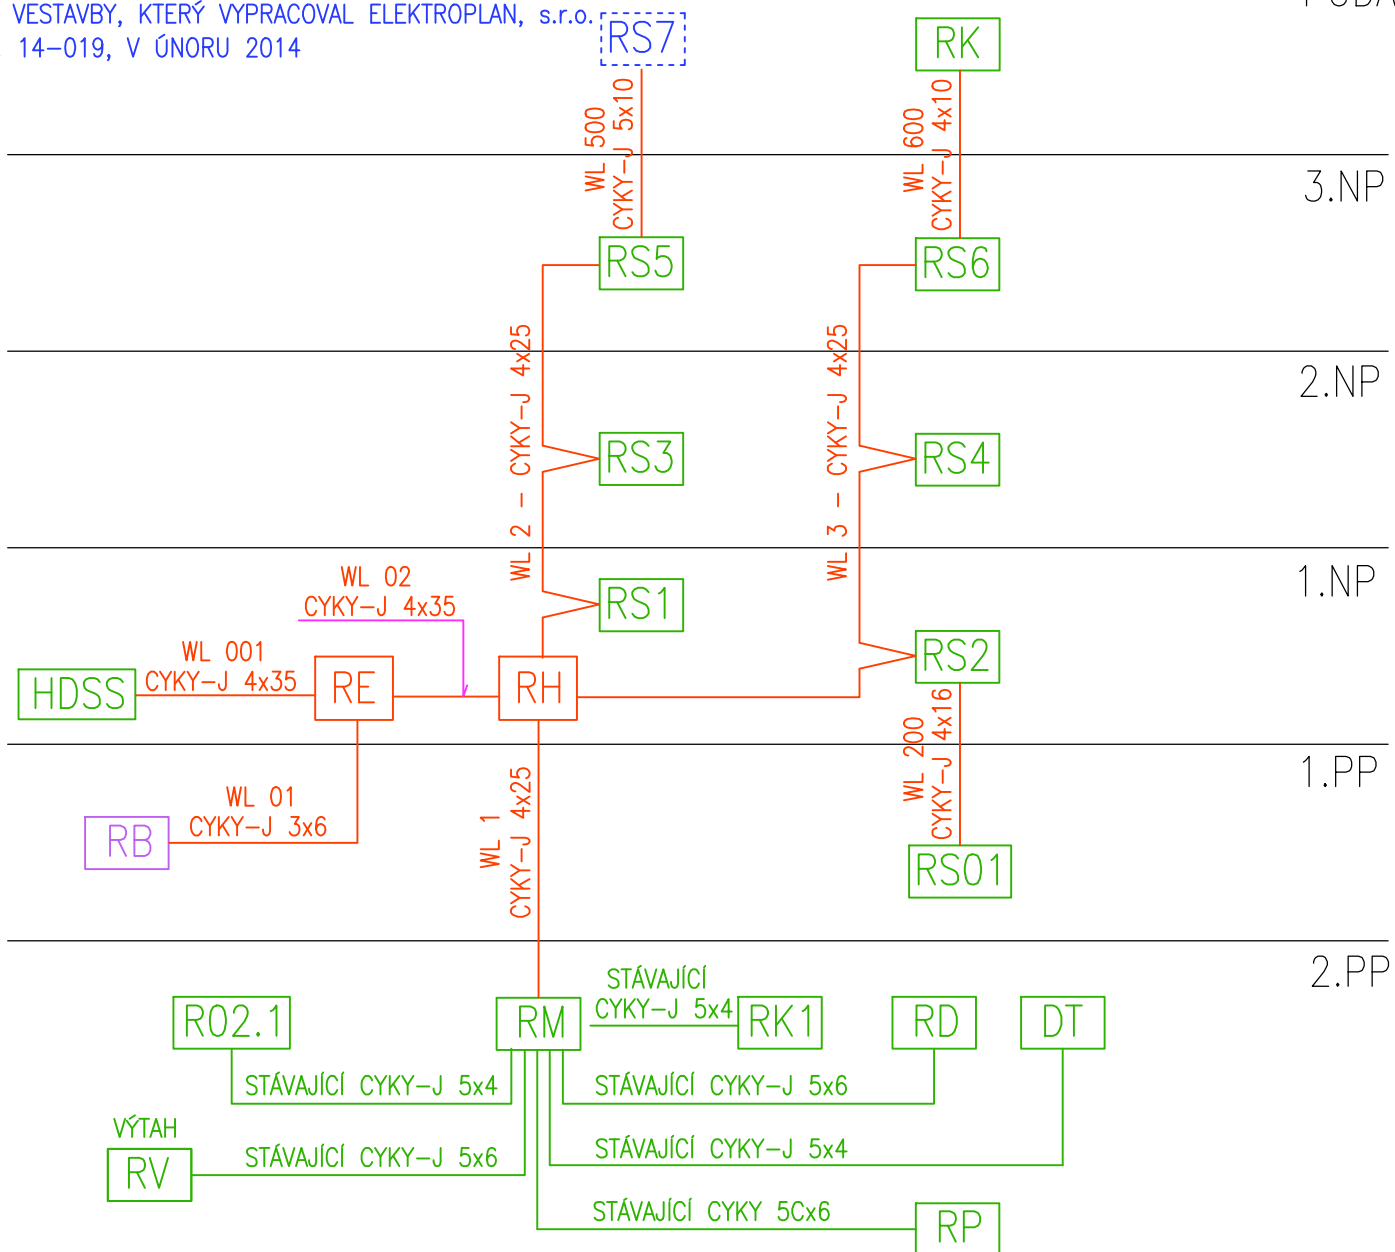 VESTAVBY, KTERÝ VYPRACOVAL ELEKTROPLAN, s.r.o.
14-019, V ÚNORU 2014
RS7
RK
WL 500
CYKY-J 5x10
WL 600
CYKY-J 4x10
3.NP
RS5
RS6
2.NP
WL 2 - CYKY-J 4x25
WL 3 - CYKY-J 4x25
RS3
RS4
1.NP
WL 02
CYKY-J 4x35
RS1
RS2
WL 001
CYKY-J 4x35
HDSS
RE
RH
WL 200
CYKY-J 4x16
1.PP
WL 01
CYKY-J 3x6
RB
WL 1
CYKY-J 4x25
RS01
2.PP
STÁVAJÍCÍ
CYKY-J 5x4
R02.1
RM
RK1
RD
DT
STÁVAJÍCÍ CYKY-J 5x4
STÁVAJÍCÍ CYKY-J 5x6
VÝTAH
RV
STÁVAJÍCÍ CYKY-J 5x6
STÁVAJÍCÍ CYKY-J 5x4
STÁVAJÍCÍ CYKY 5Cx6
RP